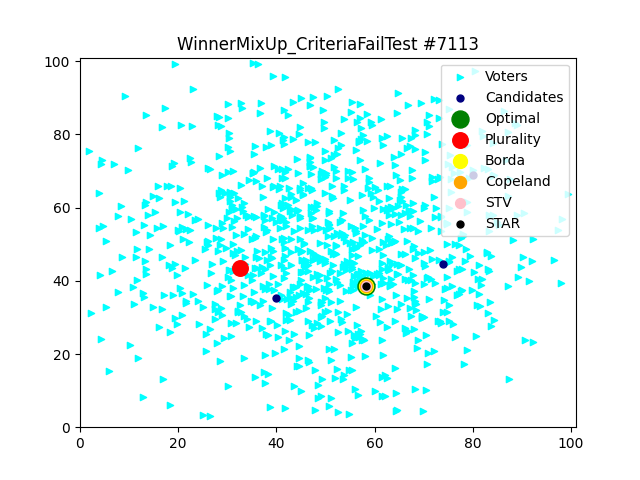 WinnerMixUp_CriteriaFailTest #7113
100
80
60
40
20
0
0
20
40
60
80
100
Voters
Candidates
Optimal
Plurality
Borda
Copeland
STV
STAR